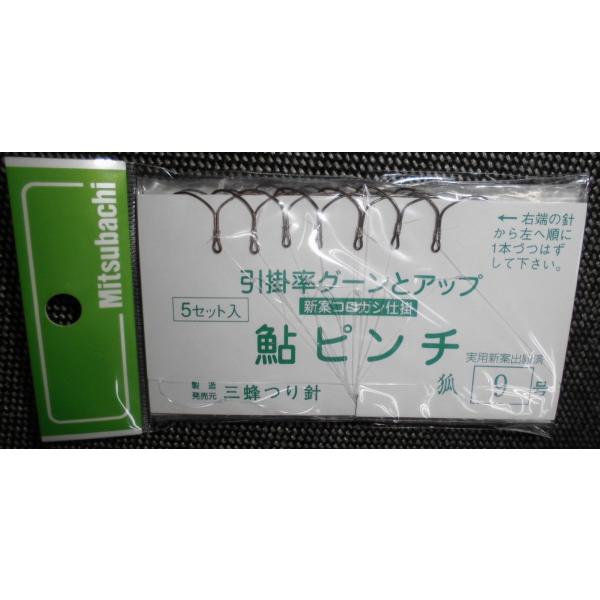 Mitsubachi
← 右端の針
から左へ順に
1本づつはず
して下さい。
引掛率グーンとアップ
5セット入
新案コロガシ仕掛
鮎ピンチ
実用新案出願済
狐 9 号
製造
発売元 三蜂つり針